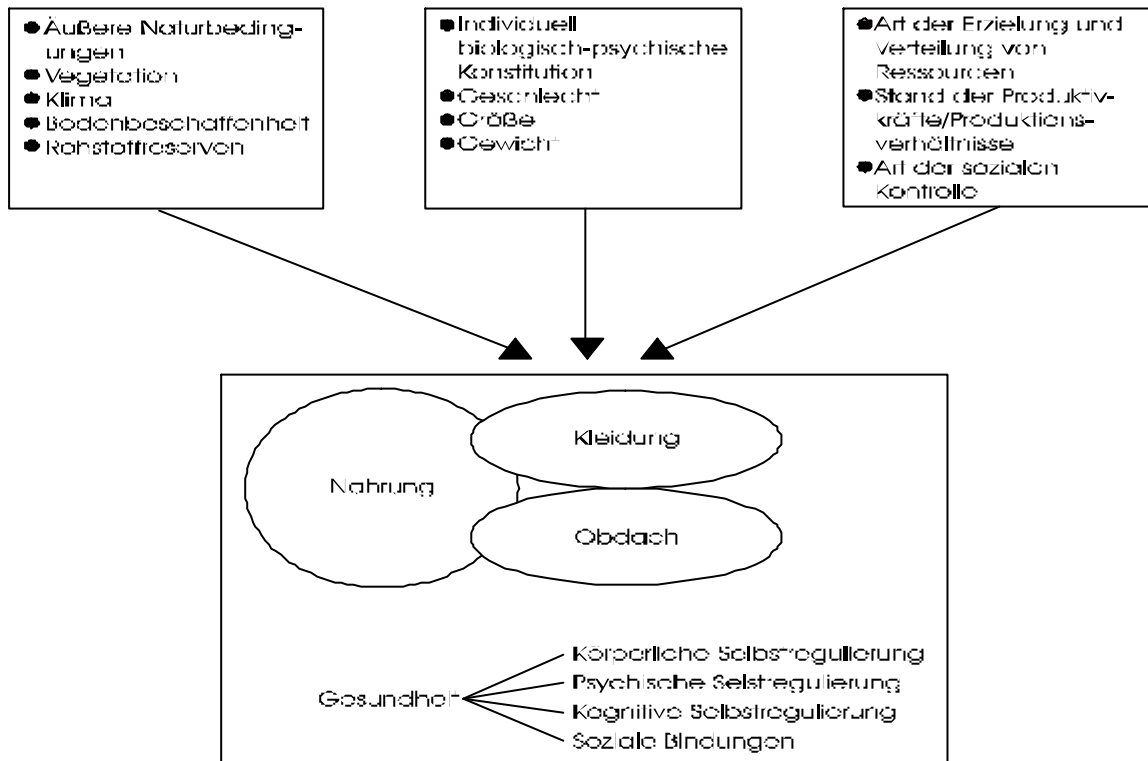 ●Äußere Naturbeding-
ungen
●Vegetation
●Klima
●Bodenbeschaffenheit
●Rohstoffreserven
●Individuell
biologisch-psychische
Konstitution
●Geschlecht
●Größe
●Gewicht
●Art der Erzielung und
Verteilung von
Ressourcen
●Stand der Produktiv-
kräfte/Produktions-
verhältnisse
●Art der sozialen
Kontrolle
Nahrung
Kleidung
Obdach
Gesundheit
Körperliche Selbstregulierung
Psychische Selstregulierung
Kognitive Selbstregulierung
Soziale Bindungen